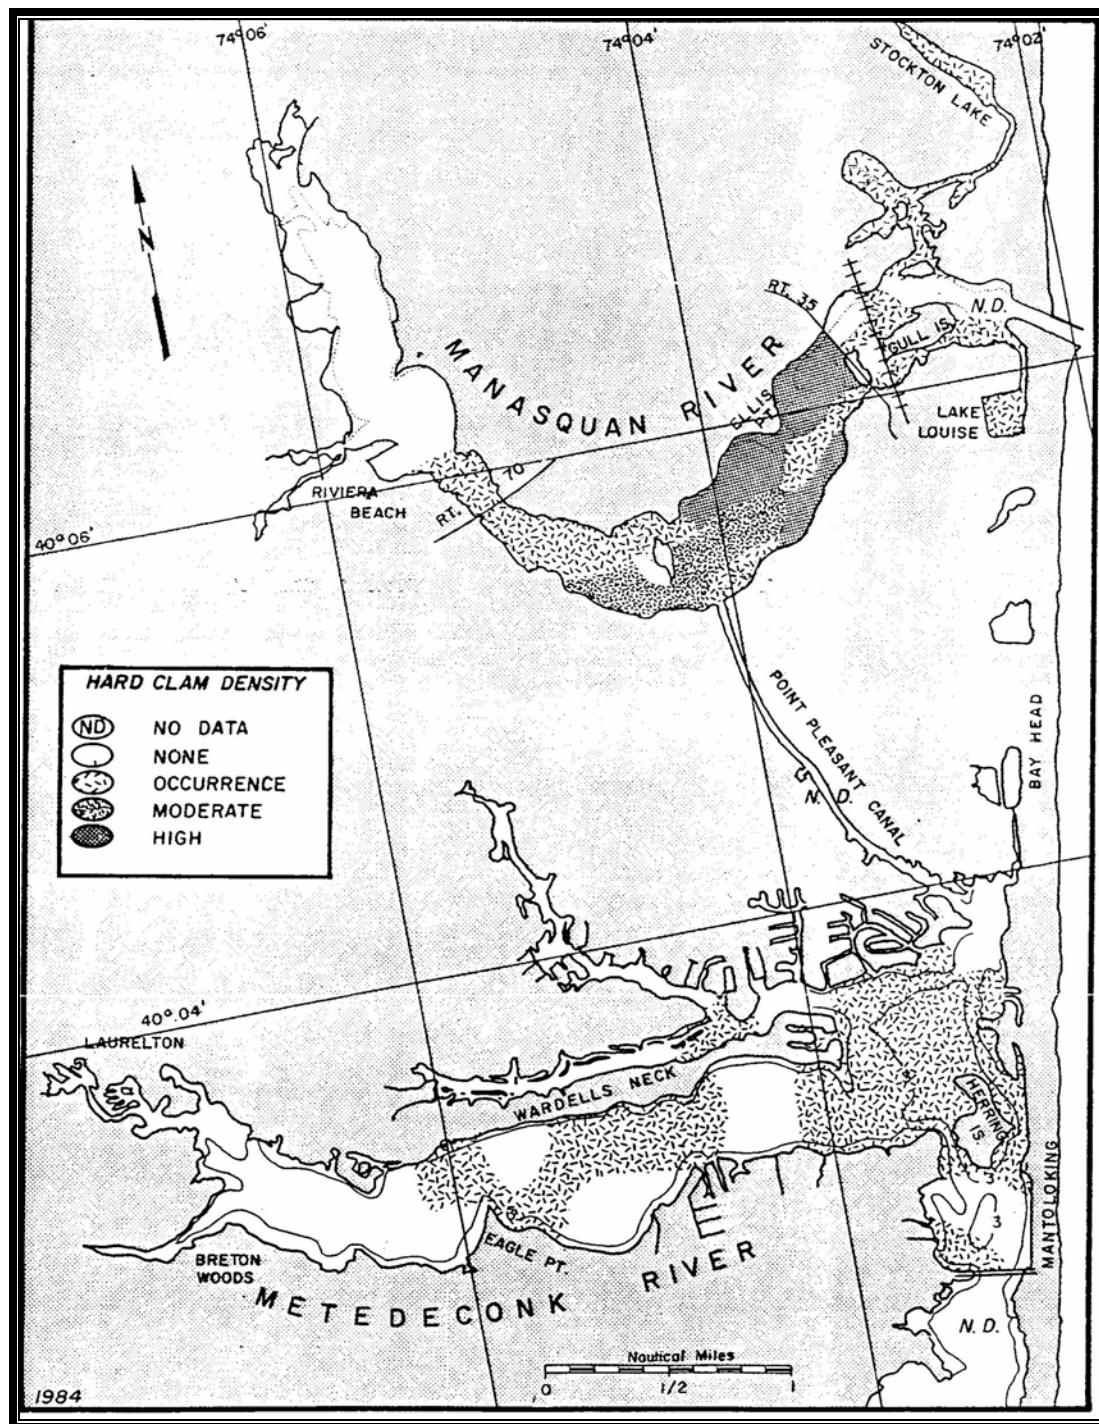 74° 06'
74° 04'
74° 02'
STOCKTON LAKE
N
RT. 35
N.D.
GULL IS.
MANASQUAN RIVER
ELLIS PT.
LAKE
LOUISE
RT. 70
RIVIERA
BEACH
40° 06'
HARD CLAM DENSITY
ND NO DATA
NONE
OCCURRENCE
MODERATE
HIGH
POINT PLEASANT CANAL
N. D.
BAY HEAD
40° 04'
LAURELTON
WARDELLS NECK
HERRING
IS.
3
3
MANTOLOKING
EAGLE PT.
BRETON
WOODS
METEDECONK RIVER
N. D.
Nautical Miles
0 1/2 1
1984